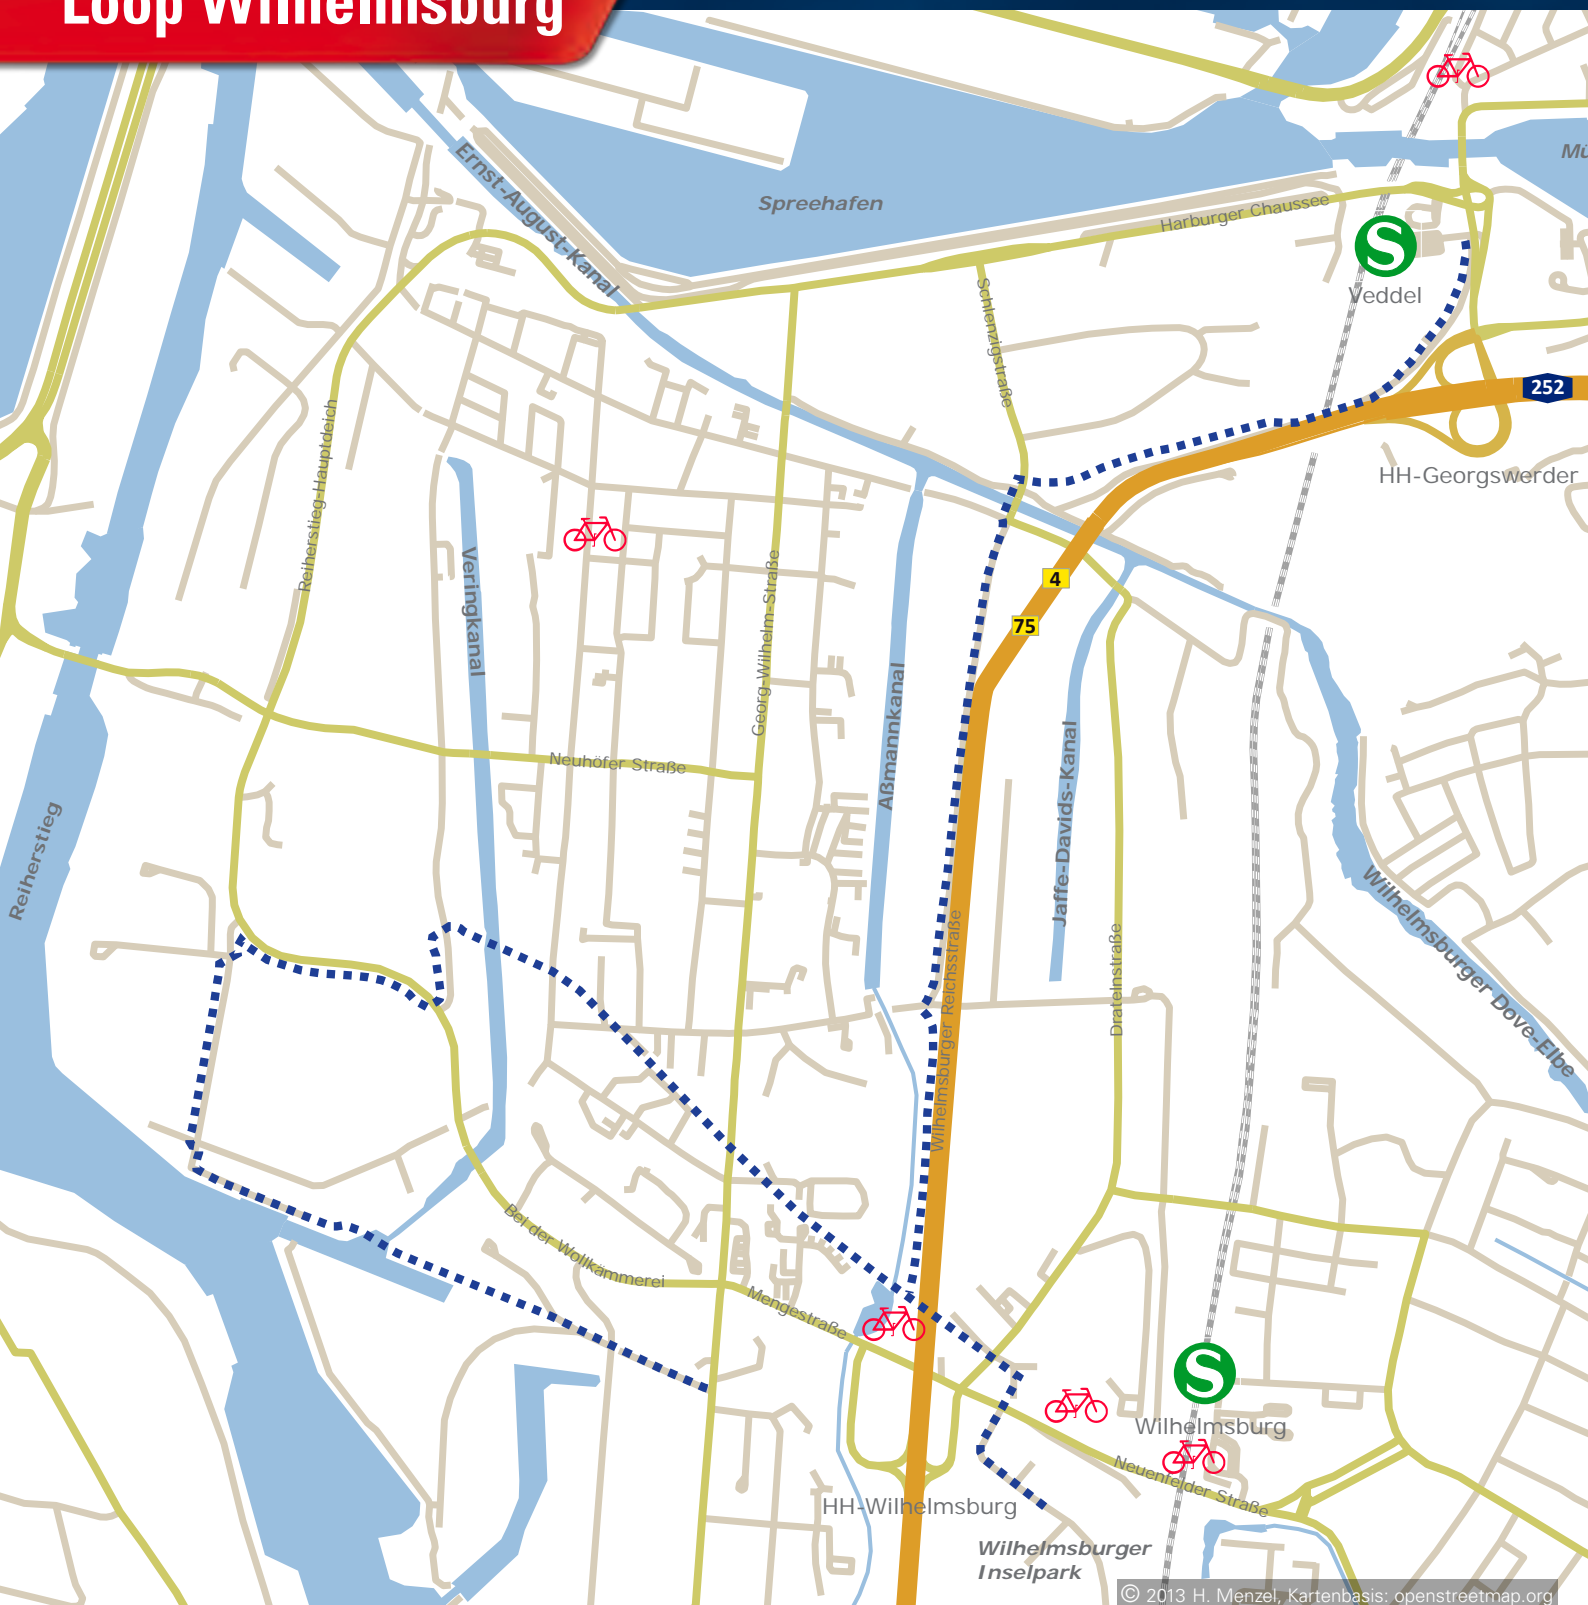 Loop Wilhelmsburg
Ernst-August-Kanal
Spreehafen
Harburger Chaussee
Veddel
Schlenzigstraße
252
HH-Georgswerder
Reiherstieg-Hauptdeich
Veringkanal
Georg-Wilhelm-Straße
4
75
Aßmannkanal
Jaffe-Davids-Kanal
Neuhöfer Straße
Reiherstieg
Wilhelmsburger Reichsstraße
Dratelnstraße
Wilhelmsburger Dove-Elbe
Bei der Wollkämmerei
Mengestraße
Wilhelmsburg
Neuenfelder Straße
HH-Wilhelmsburg
Wilhelmsburger
Inselpark
© 2013 H. Menzel, Kartenbasis: openstreetmap.org